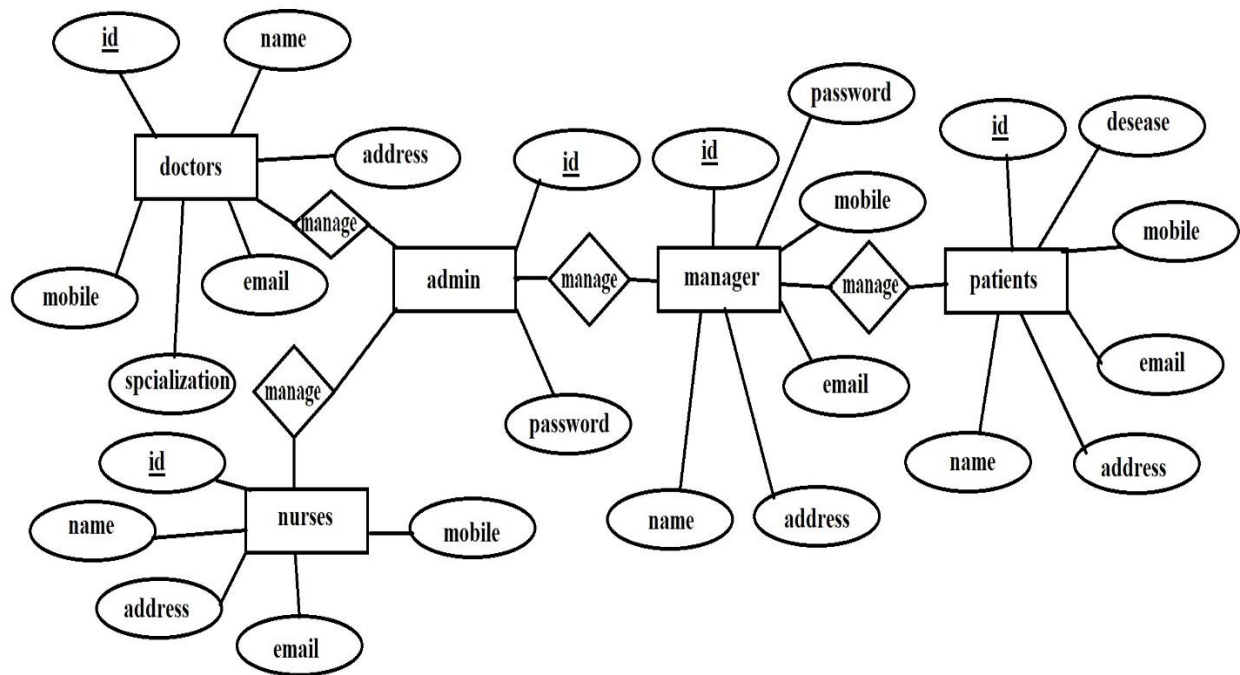 id
name
doctors
address
manage
mobile
email
spcialization
id
admin
manage
password
manage
id
name
nurses
mobile
address
email
password
id
mobile
manager
manage
email
name
address
id
desease
mobile
patients
email
name
address